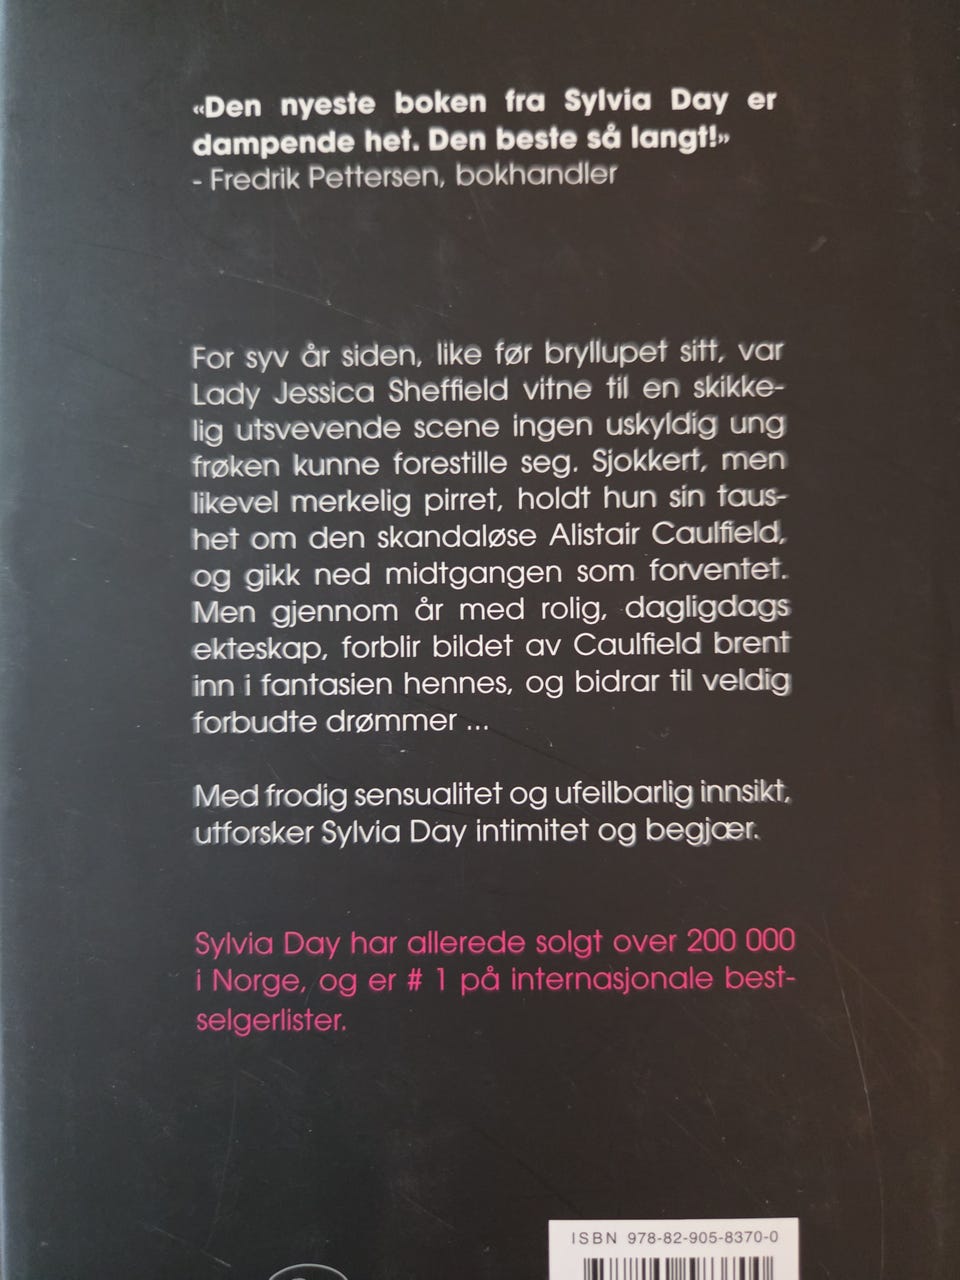 «Den nyeste boken fra Sylvia Day er
dampende het. Den beste så langt!»
- Fredrik Pettersen, bokhandler
For syv år siden, like før bryllupet sitt, var
Lady Jessica Sheffield vitne til en skikke-
lig utsvevende scene ingen uskyldig ung
frøken kunne forestille seg. Sjokkert, men
likevel merkelig pirret, holdt hun sin taus-
het om den skandaløse Alistair Caulfield,
og gikk ned midtgangen som forventet.
Men gjennom år med rolig, dagligdags
ekteskap, forblir bildet av Caulfield brent
inn i fantasien hennes, og bidrar til veldig
forbudte drømmer ...
Med frodig sensualitet og ufeilbarlig innsikt,
utforsker Sylvia Day intimitet og begjær.
Sylvia Day har allerede solgt over 200 000
i Norge, og er # 1 på internasjonale best-
selgerlister.
ISBN 978-82-905-8370-0